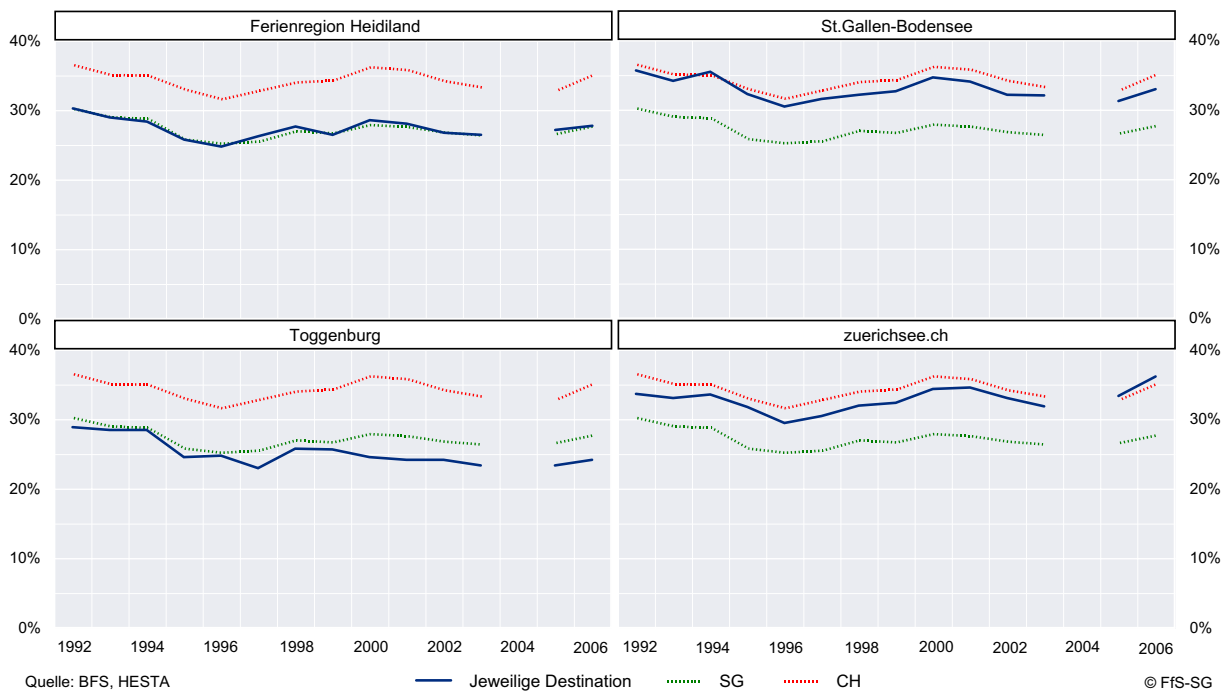 Ferienregion Heidiland
St.Gallen-Bodensee
40%
30%
20%
10%
0%
40%
30%
20%
10%
0%
Toggenburg
zuerichsee.ch
40%
30%
20%
10%
0%
40%
30%
20%
10%
0%
1992 1994 1996 1998 2000 2002 2004 2006
1992 1994 1996 1998 2000 2002 2004 2006
Quelle: BFS, HESTA
Jeweilige Destination
SG
CH
© FfS-SG